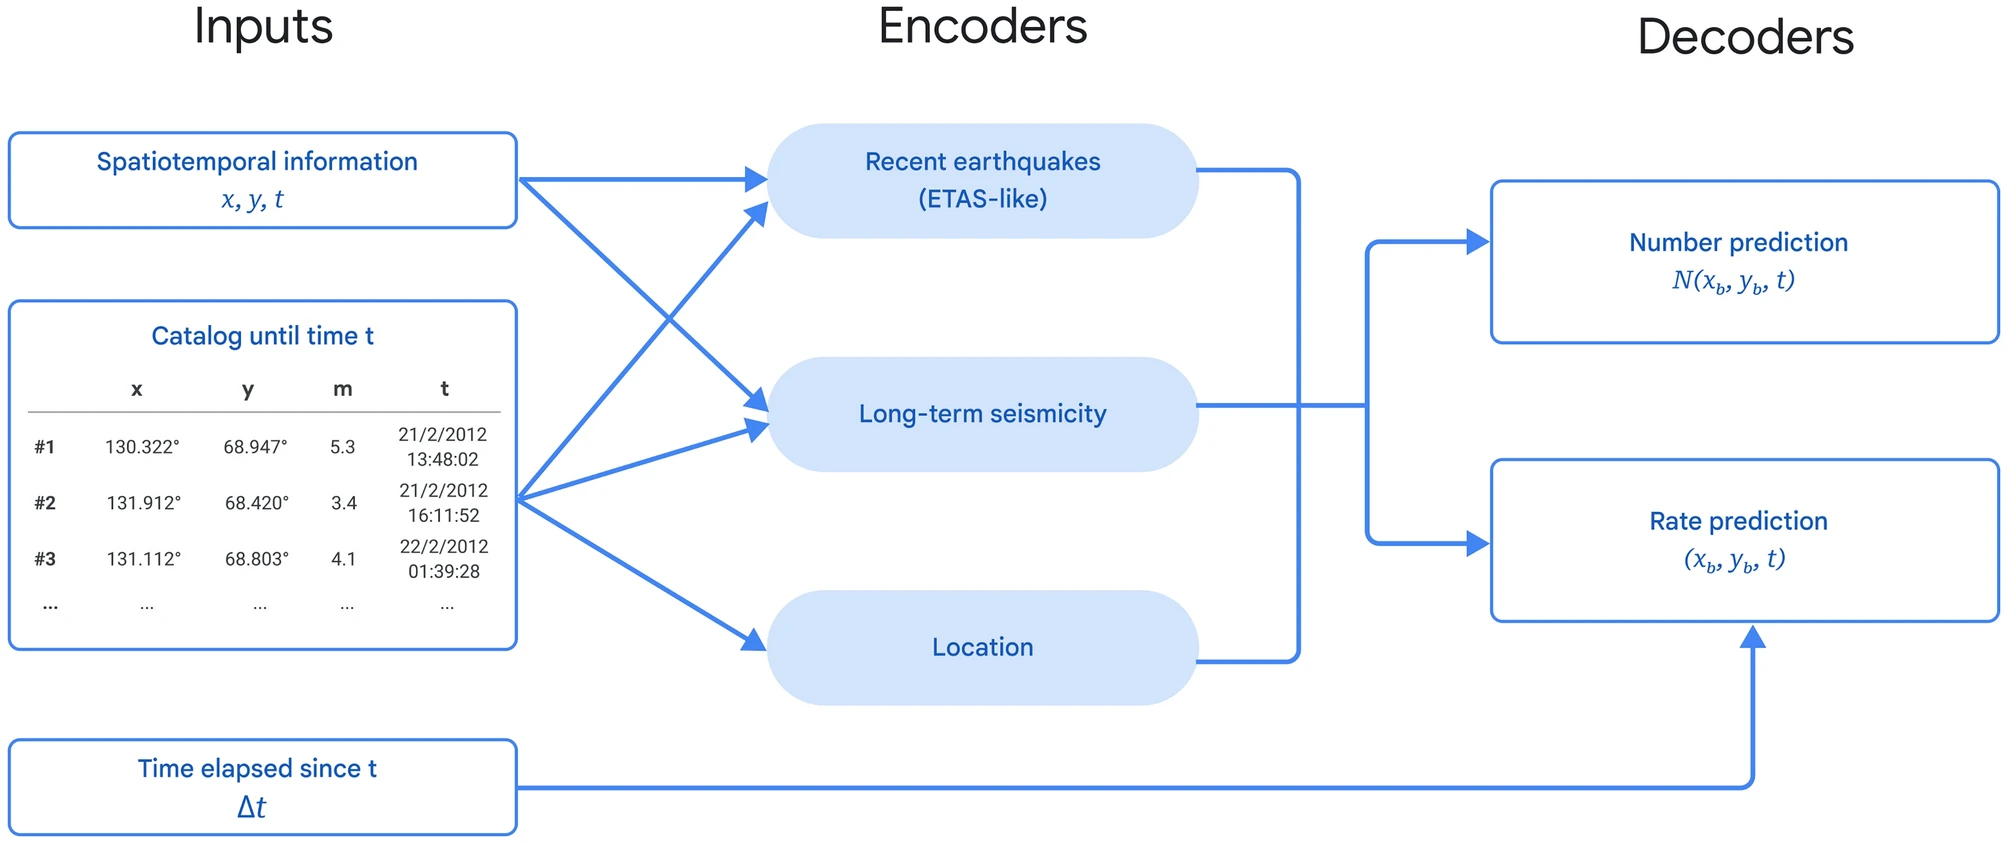 Inputs
Encoders
Decoders
Spatiotemporal information
x, y, t
Catalog until time t
x y m t
#1 130.322° 68.947° 5.3 21/2/2012 13:48:02
#2 131.912° 68.420° 3.4 21/2/2012 16:11:52
#3 131.112° 68.803° 4.1 22/2/2012 01:39:28
... ... ... ... ...
Time elapsed since t
Δt
Recent earthquakes
(ETAS-like)
Long-term seismicity
Location
Number prediction
N(x_b, y_b, t)
Rate prediction
(x_b, y_b, t)